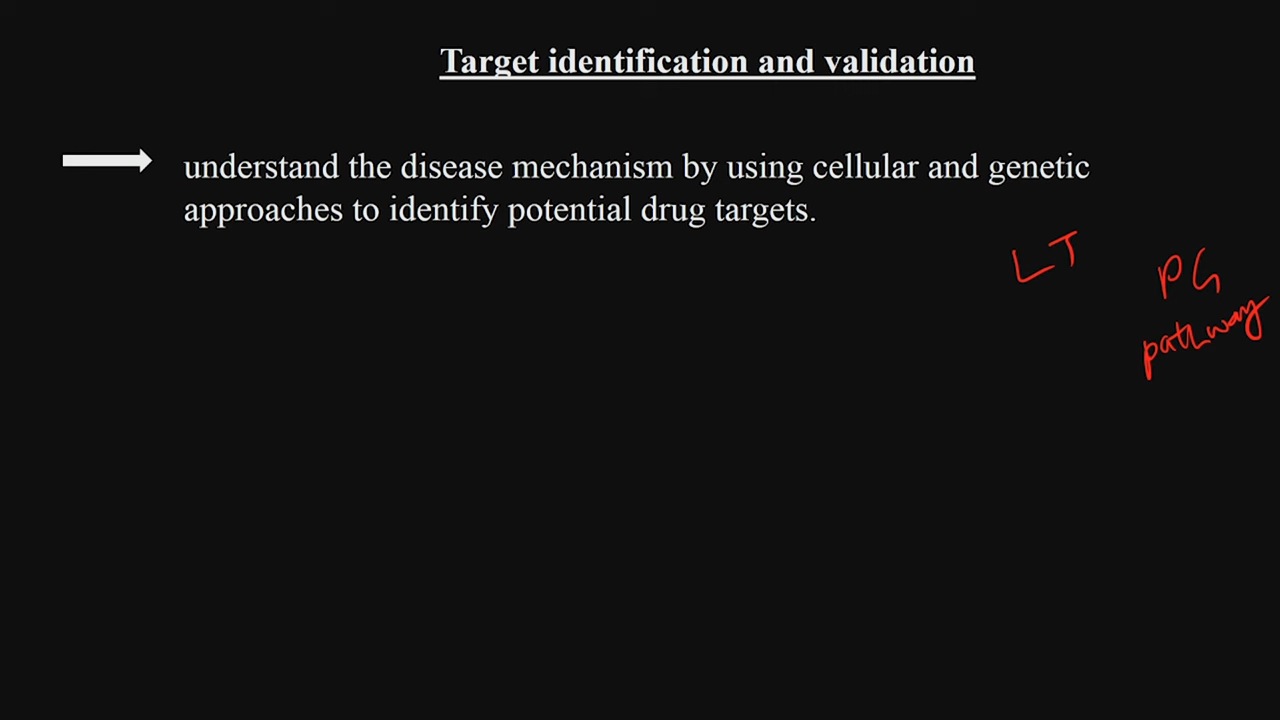 Target identification and validation
understand the disease mechanism by using cellular and genetic
approaches to identify potential drug targets.
LT
PG
pathway